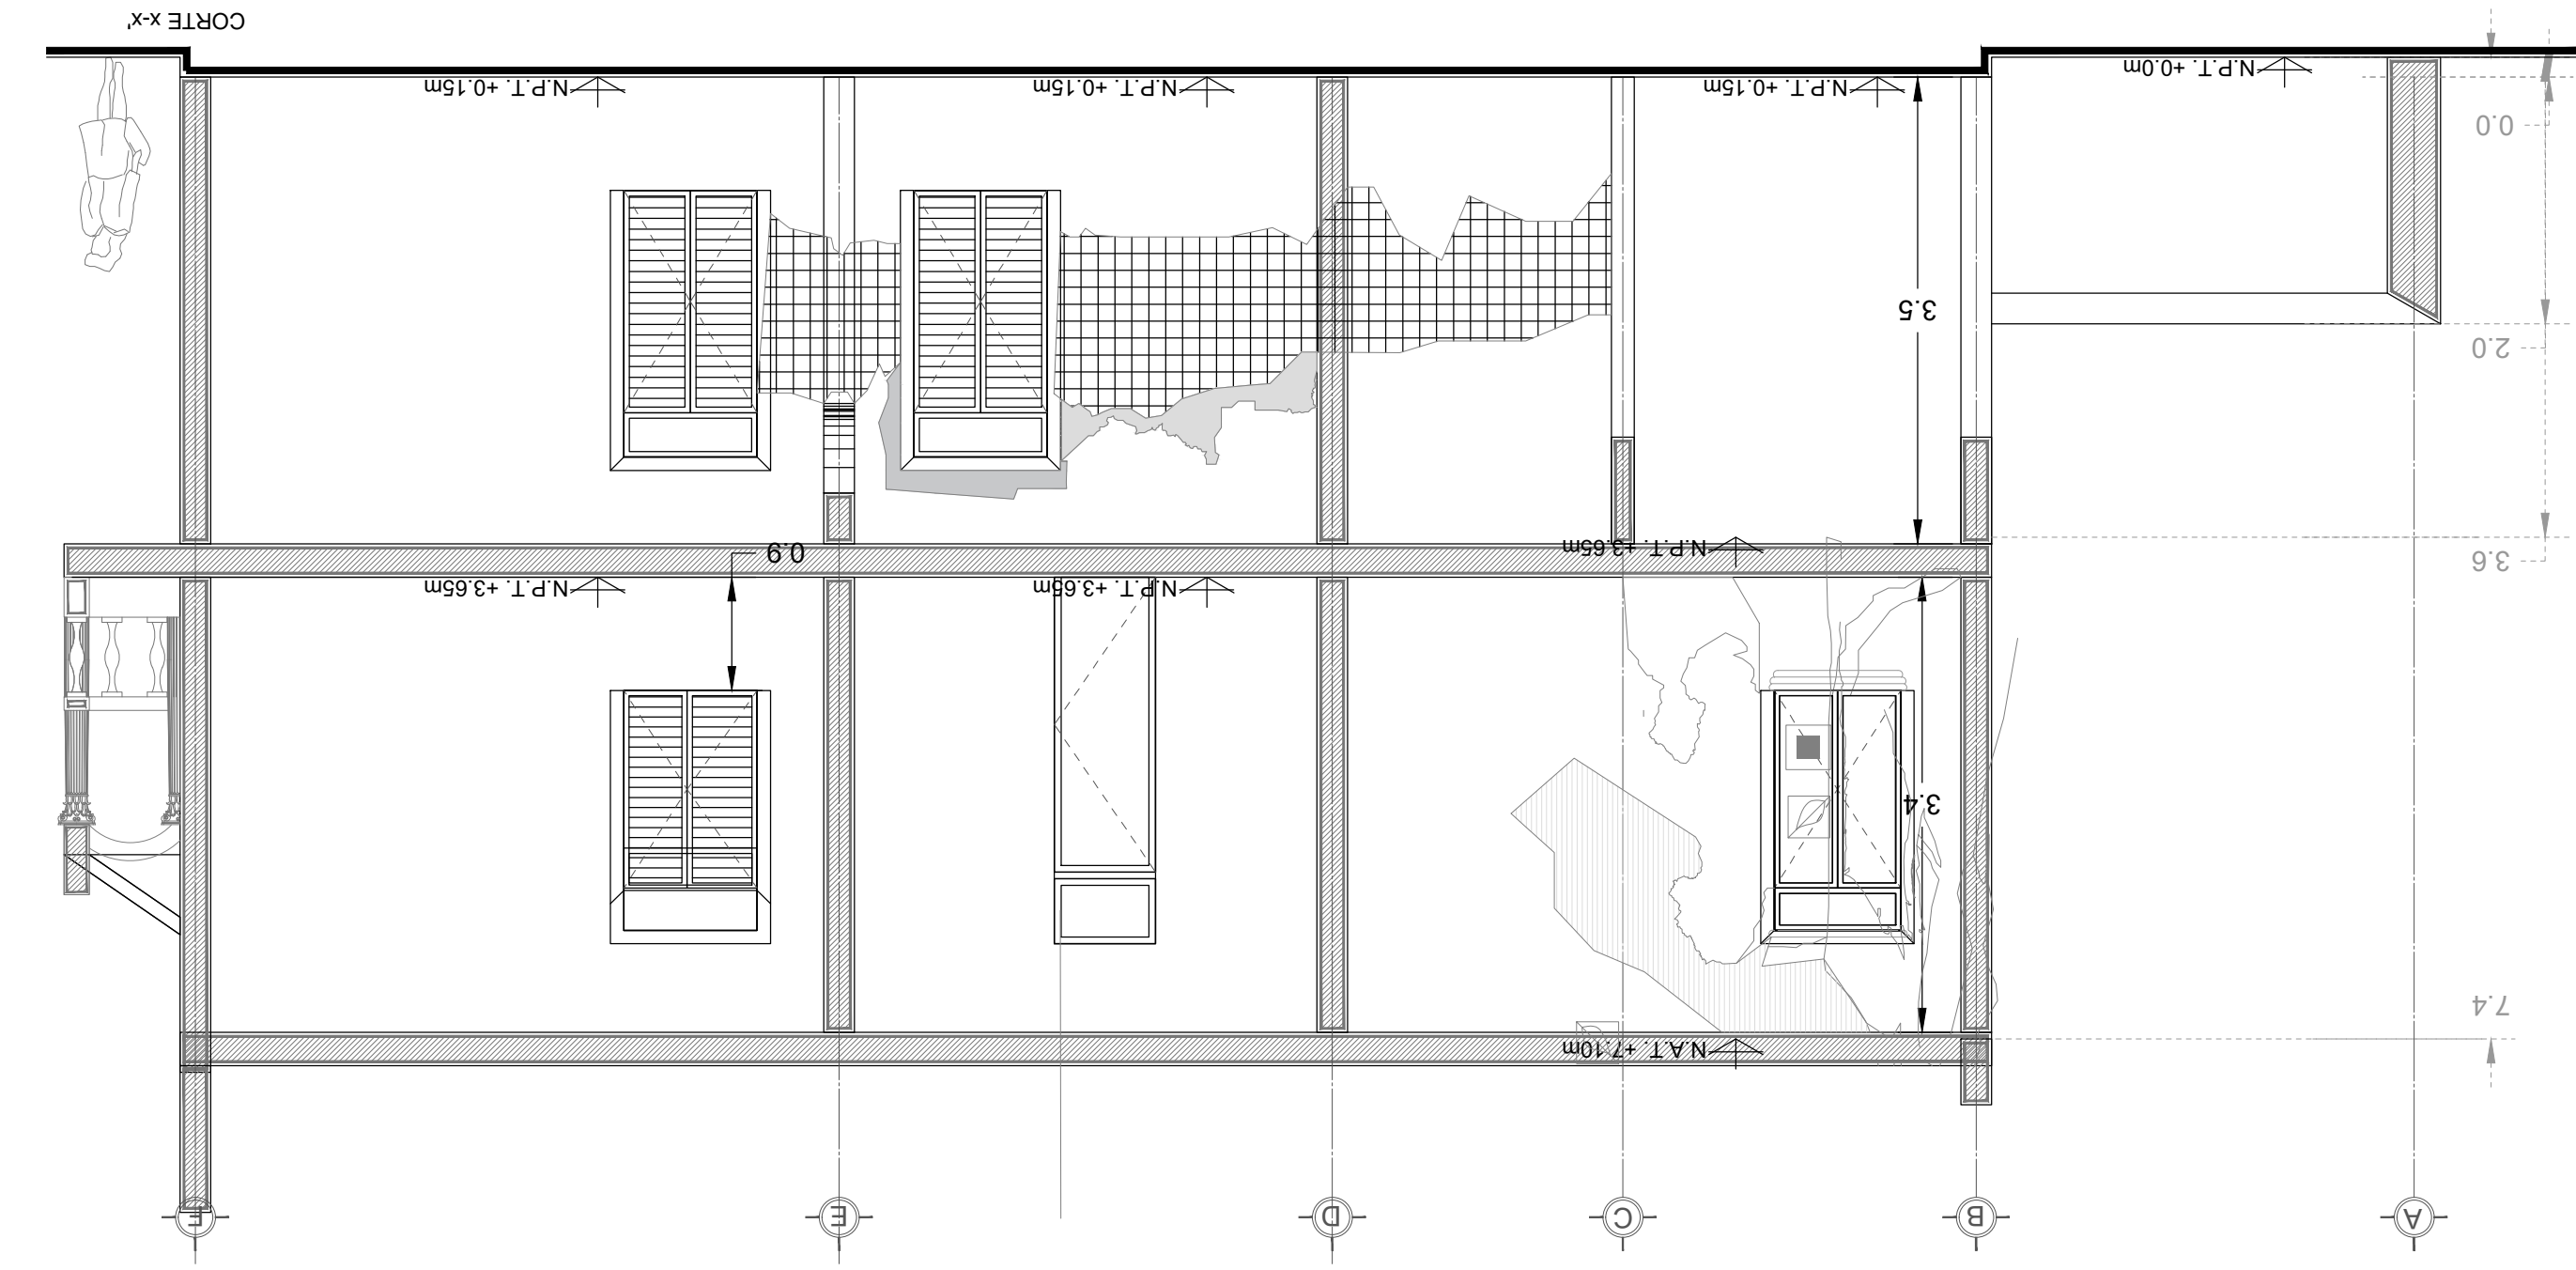 A
B
C
D
E
F
N.A.T. +7.10m
7.4
3.4
N.P.T. +3.65m
N.P.T. +3.65m
3.6
0.9
N.P.T. +3.65m
2.0
3.5
0.0
N.P.T. +0.15m
N.P.T. +0.15m
N.P.T. +0.15m
N.P.T. +0.0m
CORTE x-x'